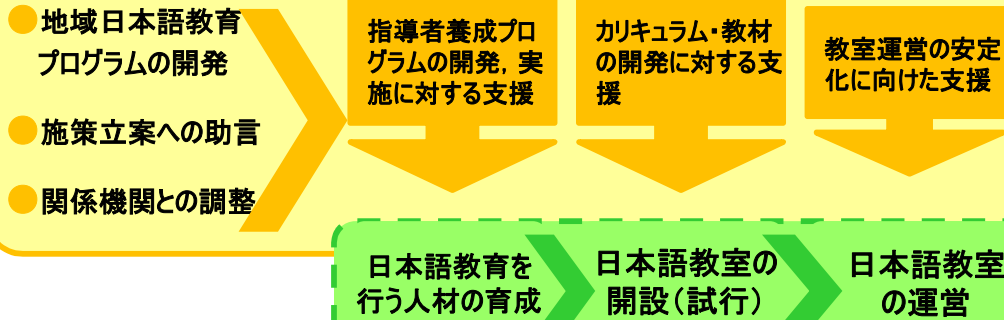 ●地域日本語教育
プログラムの開発
●施策立案への助言
●関係機関との調整
指導者養成プロ
グラムの開発，実
施に対する支援
カリキュラム・教材
の開発に対する支
援
教室運営の安定
化に向けた支援
日本語教育を
行う人材の育成
日本語教室の
開設（試行）
日本語教室
の運営